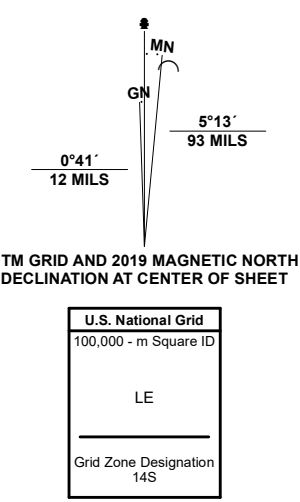 MN
GN
5°13´
93 MILS
0°41´
12 MILS
TM GRID AND 2019 MAGNETIC NORTH
DECLINATION AT CENTER OF SHEET
U.S. National Grid
100,000 - m Square ID
LE
Grid Zone Designation
14S